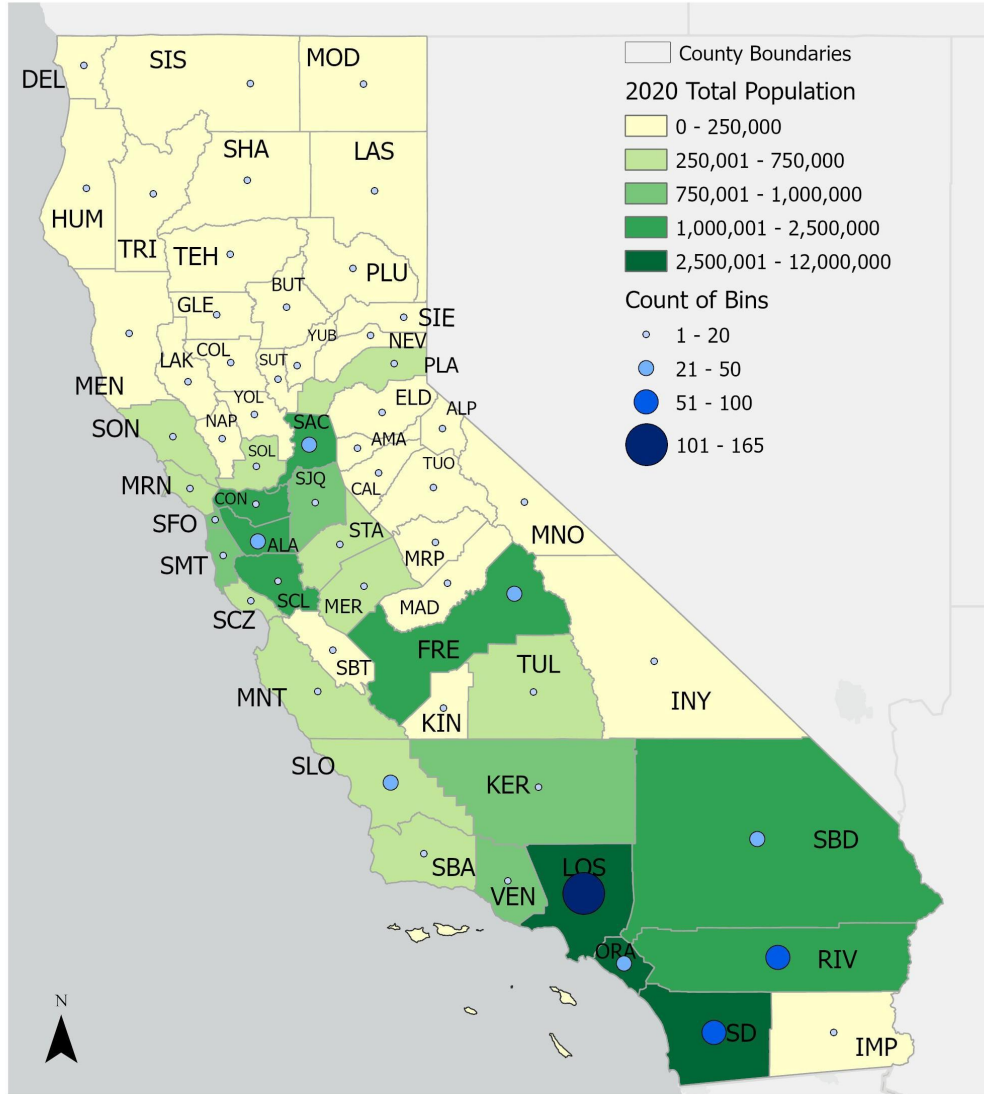 County Boundaries
2020 Total Population
0 - 250,000
250,001 - 750,000
750,001 - 1,000,000
1,000,001 - 2,500,000
2,500,001 - 12,000,000
Count of Bins
1 - 20
21 - 50
51 - 100
101 - 165
DEL
SIS
MOD
SHA
LAS
HUM
TRI
TEH
PLU
BUT
GLE
SIE
YUB
NEV
COL
SUT
LAK
PLA
MEN
YOL
ELD
ALP
NAP
SAC
SON
AMA
SOL
TUO
SJQ
MRN
CAL
CON
SFO
STA
MNO
ALA
SMT
MRP
SCL
MER
MAD
SCZ
FRE
SBT
TUL
MNT
INY
KIN
SLO
KER
SBD
SBA
LOS
VEN
ORA
RIV
SD
IMP
N